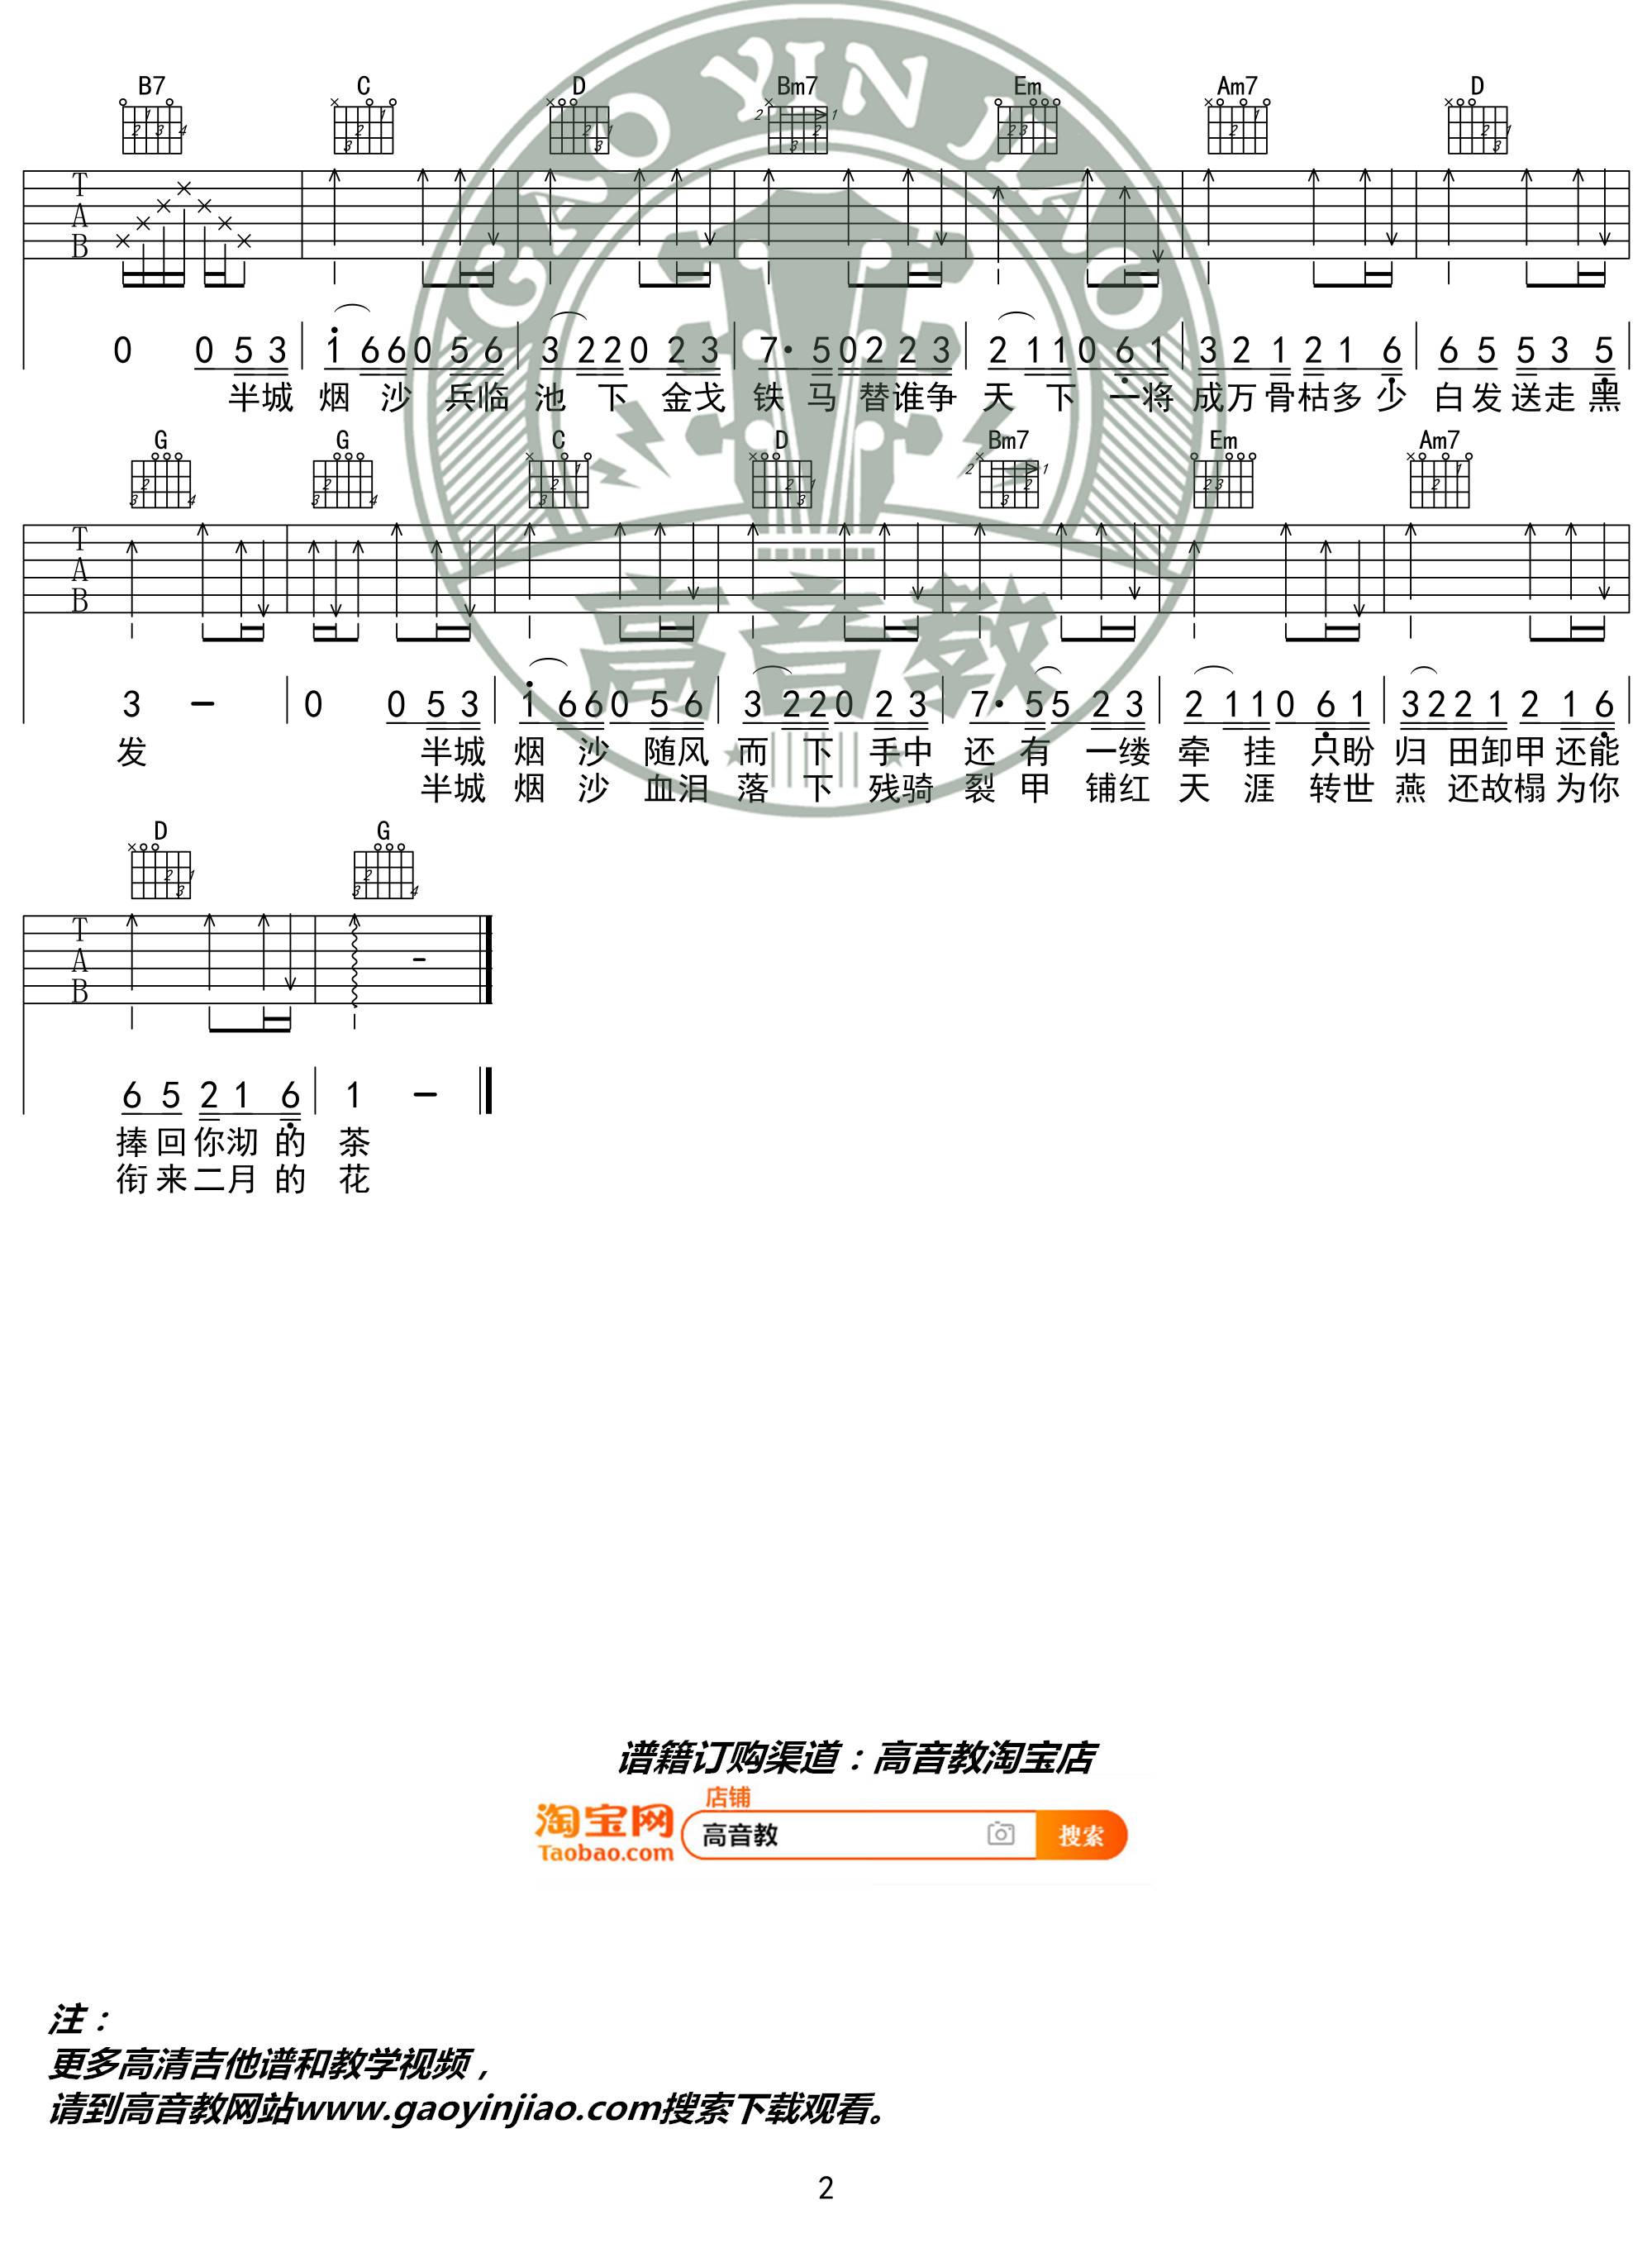 GAO YIN JIAO
B7 C D Bm7 Em Am7 D
T
A
B
0 0 5 3 1 6 6 0 5 6 3 2 2 0 2 3 7· 5 0 2 2 3 2 1 1 0 6 1 3 2 1 2 1 6 6 5 5 3 5
半城 烟 沙 兵临 池 下 金戈 铁 马 替谁争 天 下 一将 成万骨枯多少 白发送走黑
G G C D Bm7 Em Am7
T
A
B
高音教
3 - 0 0 5 3 1 6 6 0 5 6 3 2 2 0 2 3 7· 5 5 2 3 2 1 1 0 6 1 3 2 2 1 2 1 6
发 半城 烟 沙 随风 而 下 手中 还 有 一缕 牵 挂 只盼 归 田卸甲还能
半城 烟 沙 血泪 落 下 残骑 裂 甲 铺红 天 涯 转世 燕 还故榻为你
D G
T
A
B
6 5 2 1 6 1 -
捧回你沏的 茶
衔来二月的 花
谱籍订购渠道：高音教淘宝店
店铺
淘宝网 高音教 搜索
Taobao.com
注：
更多高清吉他谱和教学视频，
请到高音教网站www.gaoyinjiao.com搜索下载观看。
2